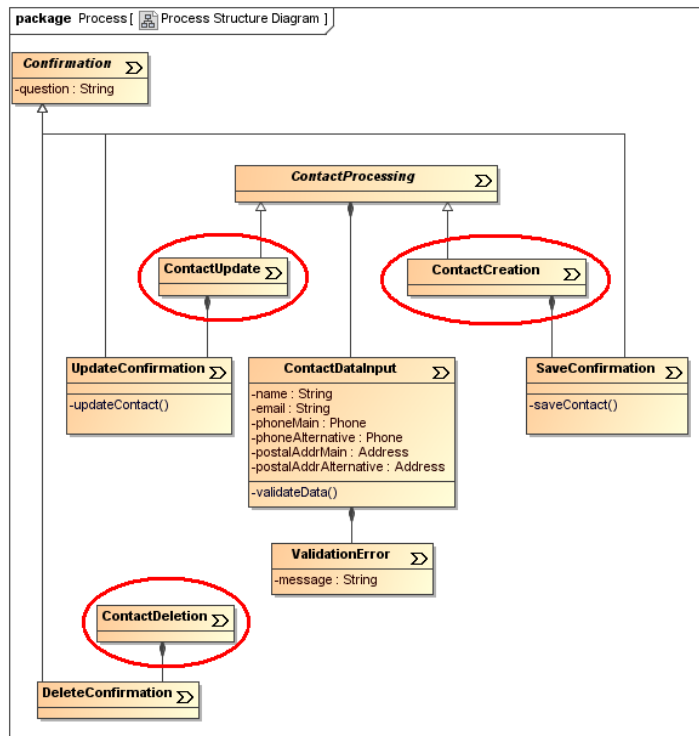 package Process[ Process Structure Diagram ]
Confirmation
-question : String
ContactProcessing
ContactUpdate
ContactCreation
UpdateConfirmation
-updateContact()
ContactDataInput
-name : String
-email : String
-phoneMain : Phone
-phoneAlternative : Phone
-postalAddrMain : Address
-postalAddrAlternative : Address
-validateData()
SaveConfirmation
-saveContact()
ValidationError
-message : String
ContactDeletion
DeleteConfirmation